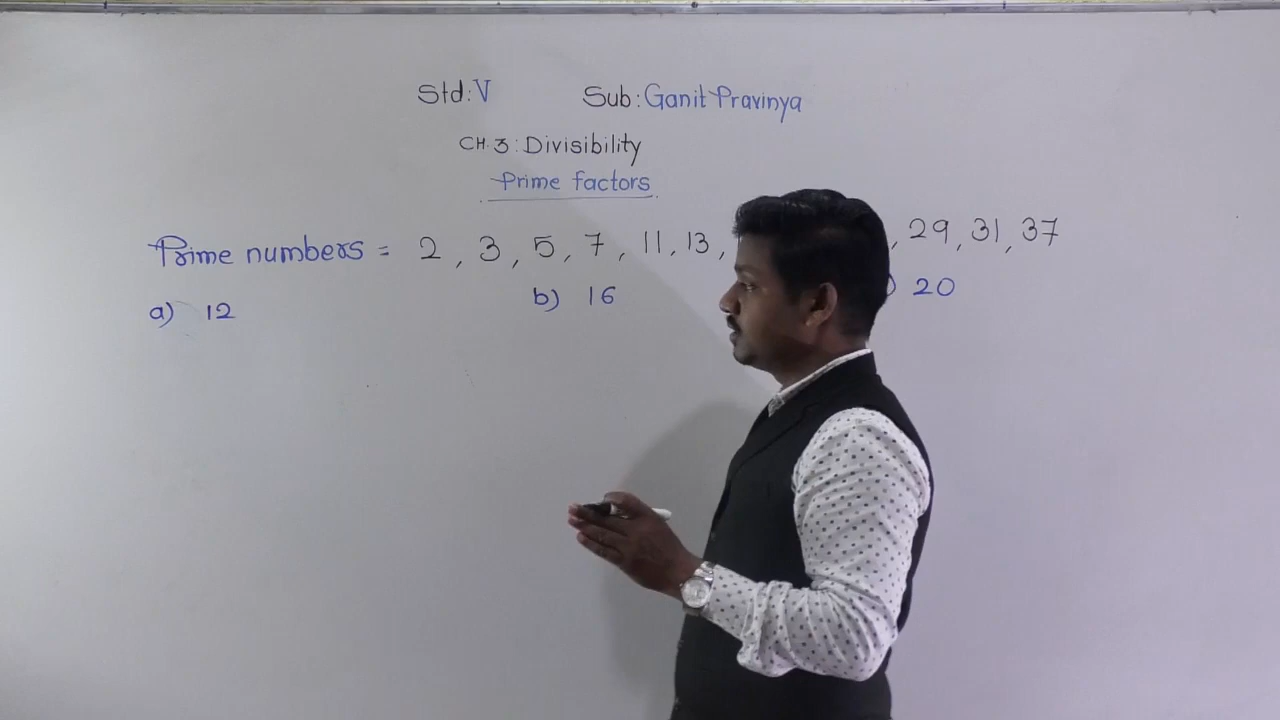 Std: V Sub: Ganit Pravinya
CH. 3: Divisibility
Prime factors
Prime numbers = 2, 3, 5, 7, 11, 13, , 29, 31, 37
a) 12 b) 16 ) 20